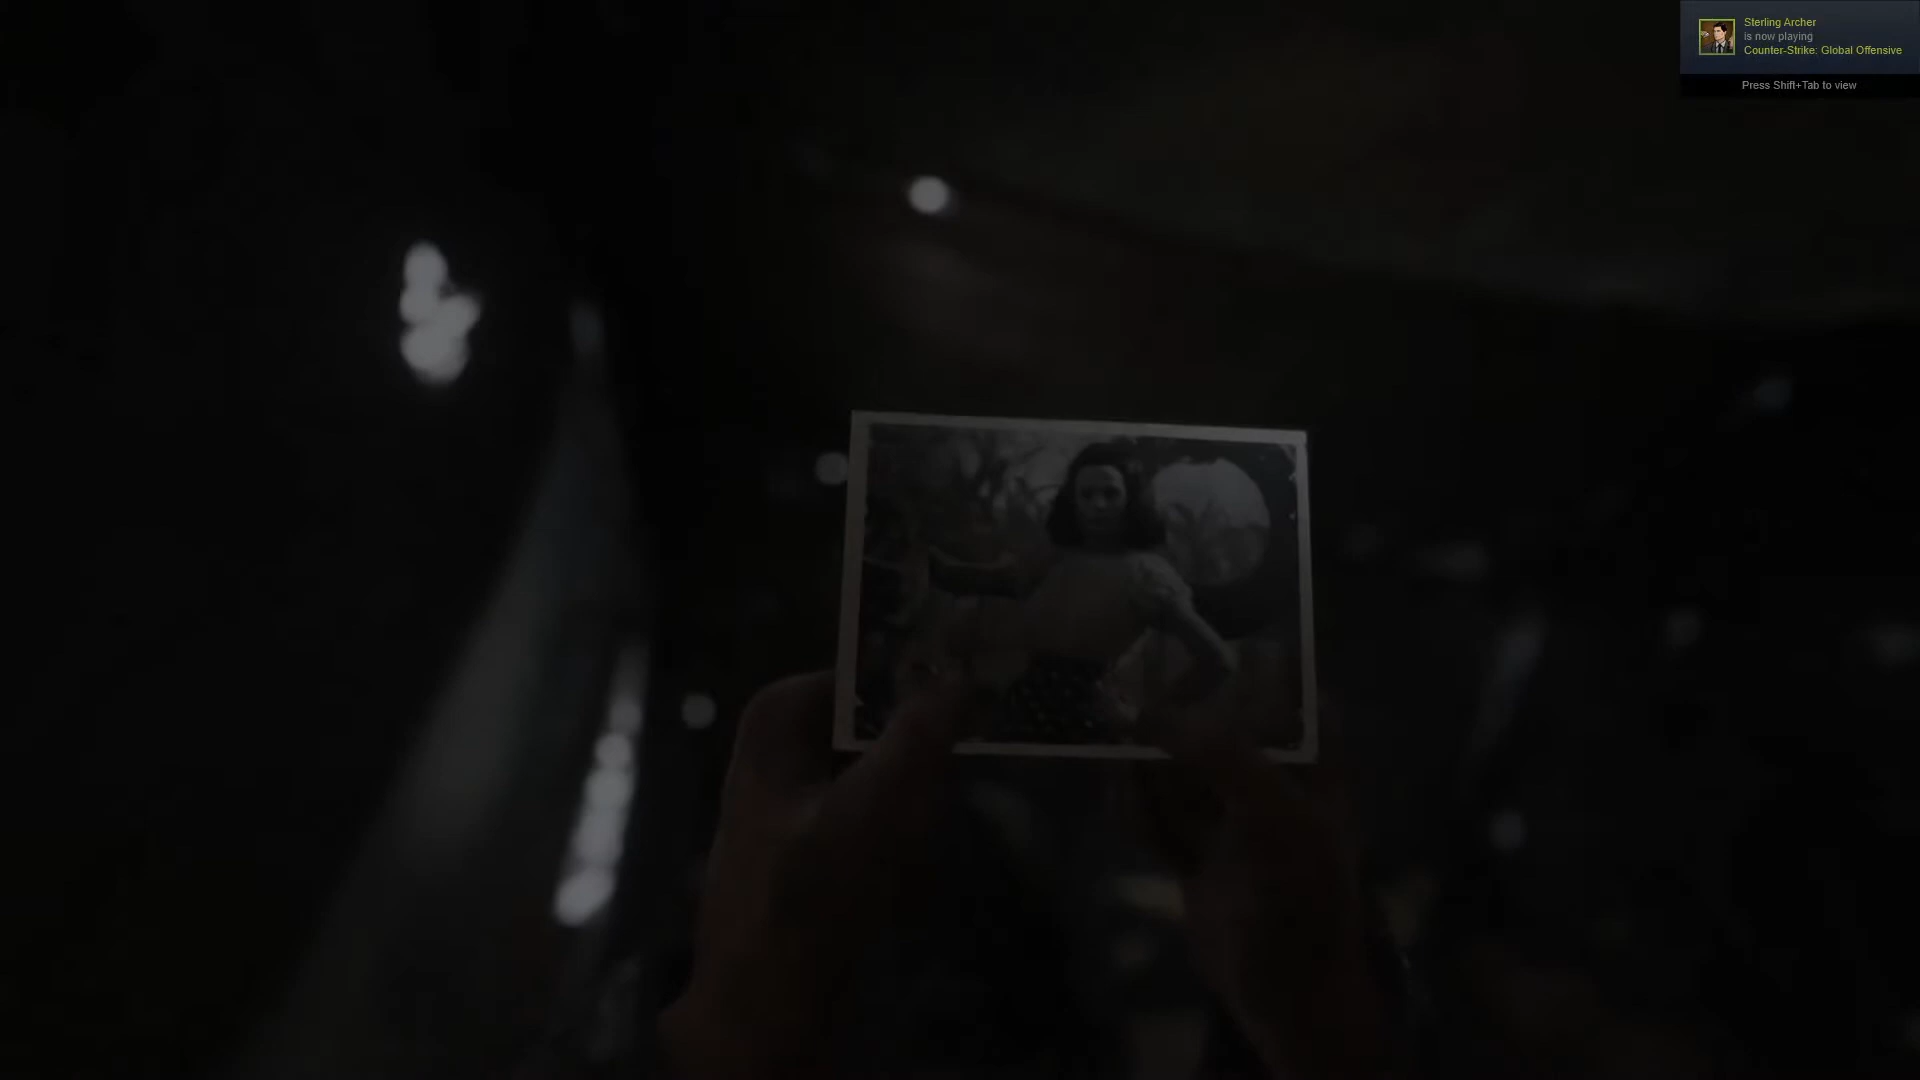 Sterling Archer
is now playing
Counter-Strike: Global Offensive
Press Shift+Tab to view